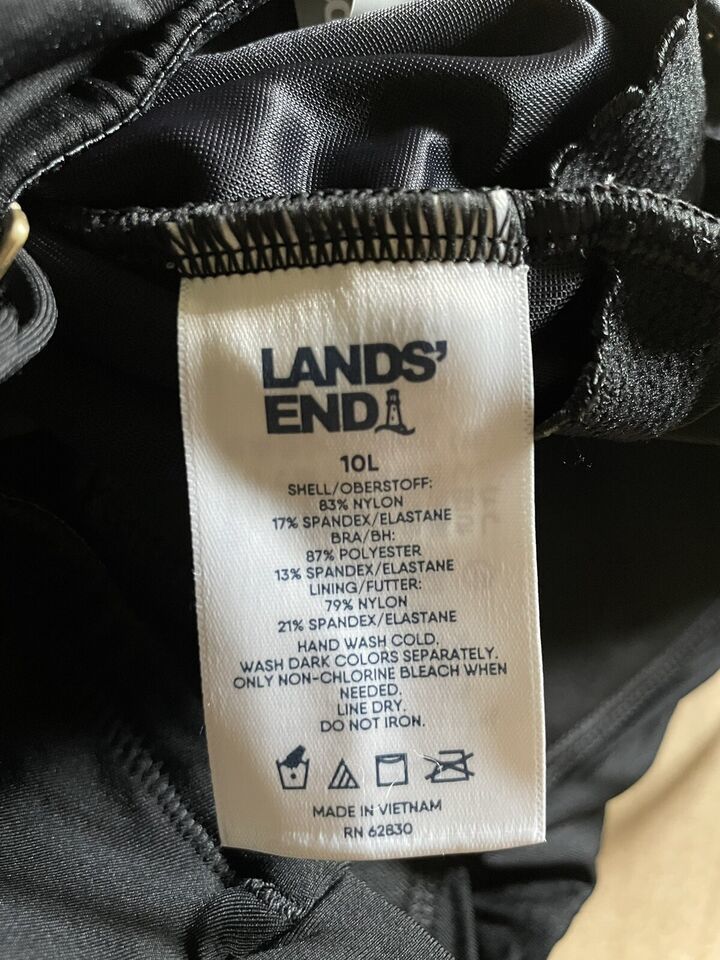 LANDS'
END
10L
SHELL/OBERSTOFF:
83% NYLON
17% SPANDEX/ELASTANE
BRA/BH:
87% POLYESTER
13% SPANDEX/ELASTANE
LINING/FUTTER:
79% NYLON
21% SPANDEX/ELASTANE
HAND WASH COLD.
WASH DARK COLORS SEPARATELY.
ONLY NON-CHLORINE BLEACH WHEN
NEEDED.
LINE DRY.
DO NOT IRON.
MADE IN VIETNAM
RN 62830